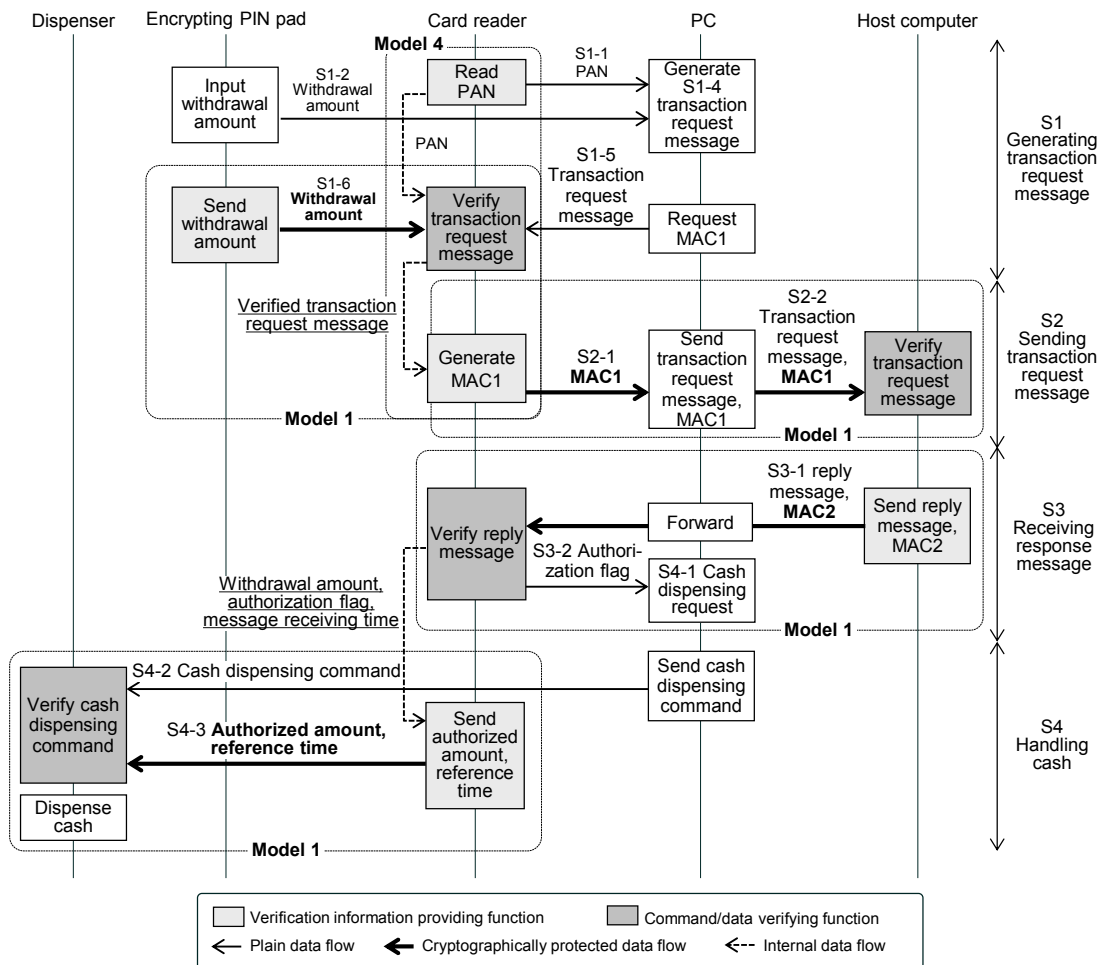 Dispenser
Encrypting PIN pad
Card reader
PC
Host computer
Model 4
Input
withdrawal
amount
S1-2
Withdrawal
amount
Read
PAN
S1-1
PAN
Generate
S1-4
transaction
request
message
S1
Generating
transaction
request
message
PAN
S1-5
Transaction
request
message
Send
withdrawal
amount
S1-6
Withdrawal
amount
Verify
transaction
request
message
Request
MAC1
Verified transaction
request message
Generate
MAC1
S2-1
MAC1
Send
transaction
request
message,
MAC1
S2-2
Transaction
request
message,
MAC1
Verify
transaction
request
message
S2
Sending
transaction
request
message
Model 1
Model 1
Verify reply
message
Forward
S3-1 reply
message,
MAC2
Send reply
message,
MAC2
S3
Receiving
response
message
S3-2 Authori-
zation flag
S4-1 Cash
dispensing
request
Withdrawal amount,
authorization flag,
message receiving time
Model 1
S4-2 Cash dispensing command
Send cash
dispensing
command
Verify cash
dispensing
command
S4-3 Authorized amount,
reference time
Send
authorized
amount,
reference
time
S4
Handling
cash
Dispense
cash
Model 1
Verification information providing function
Command/data verifying function
Plain data flow
Cryptographically protected data flow
Internal data flow